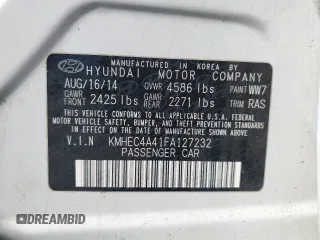 MANUFACTURED IN KOREA BY
HYUNDAI MOTOR COMPANY
AUG/16/14 GVWR 4586 lbs PAINT WW7
GAWR FRONT 2425 lbs GAWR REAR 2271 lbs TRIM RAS
THIS VEHICLE CONFORMS TO ALL APPLICABLE U.S.A. FEDERAL
MOTOR VEHICLE SAFETY, BUMPER, AND THEFT PREVENTION
STANDARDS IN EFFECT ON THE DATE OF MANUFACTURE
SHOWN ABOVE.
V.I.N KMHEC4A41FA127232
PASSENGER CAR
DREAMBID